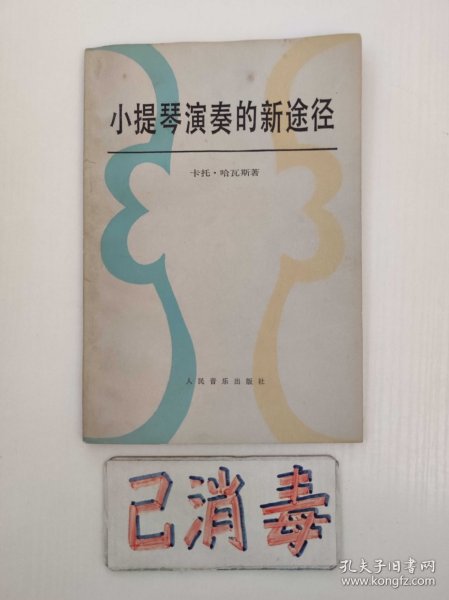 小提琴演奏的新途径
卡托·哈瓦斯著
人民音乐出版社
已消毒
孔夫子旧书网
www.kongfz.com